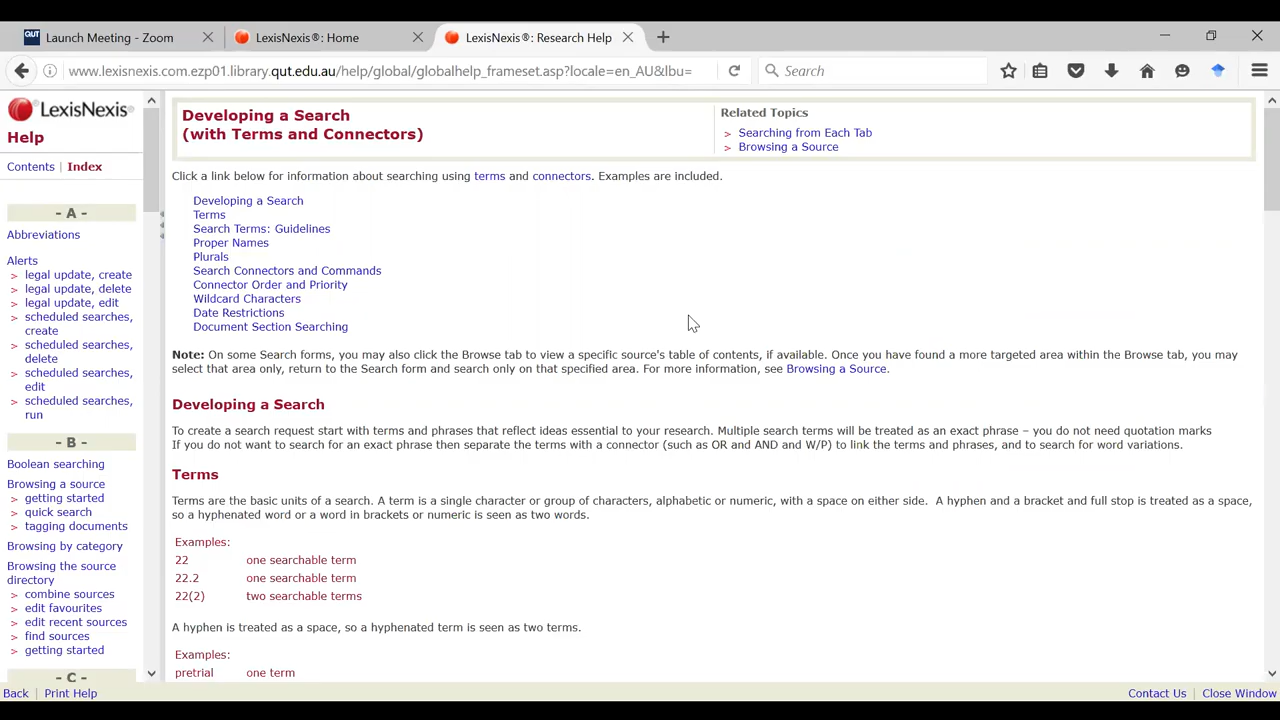 QUT Launch Meeting - Zoom
LexisNexis®: Home
LexisNexis®: Research Help
www.lexisnexis.com.ezp01.library.qut.edu.au/help/global/globalhelp_frameset.asp?locale=en_AU&lbu=
Search
LexisNexis®
Help
Contents | Index
- A -
Abbreviations
Alerts
> legal update, create
> legal update, delete
> legal update, edit
> scheduled searches,
create
> scheduled searches,
delete
> scheduled searches,
edit
> scheduled searches,
run
- B -
Boolean searching
Browsing a source
> getting started
> quick search
> tagging documents
Browsing by category
Browsing the source
directory
> combine sources
> edit favourites
> edit recent sources
> find sources
> getting started
- C -
Developing a Search
(with Terms and Connectors)
Related Topics
> Searching from Each Tab
> Browsing a Source
Click a link below for information about searching using terms and connectors. Examples are included.
Developing a Search
Terms
Search Terms: Guidelines
Proper Names
Plurals
Search Connectors and Commands
Connector Order and Priority
Wildcard Characters
Date Restrictions
Document Section Searching
Note: On some Search forms, you may also click the Browse tab to view a specific source's table of contents, if available. Once you have found a more targeted area within the Browse tab, you may
select that area only, return to the Search form and search only on that specified area. For more information, see Browsing a Source.
Developing a Search
To create a search request start with terms and phrases that reflect ideas essential to your research. Multiple search terms will be treated as an exact phrase – you do not need quotation marks
If you do not want to search for an exact phrase then separate the terms with a connector (such as OR and AND and W/P) to link the terms and phrases, and to search for word variations.
Terms
Terms are the basic units of a search. A term is a single character or group of characters, alphabetic or numeric, with a space on either side. A hyphen and a bracket and full stop is treated as a space,
so a hyphenated word or a word in brackets or numeric is seen as two words.
Examples:
22 one searchable term
22.2 one searchable term
22(2) two searchable terms
A hyphen is treated as a space, so a hyphenated term is seen as two terms.
Examples:
pretrial one term
Back | Print Help
Contact Us | Close Window